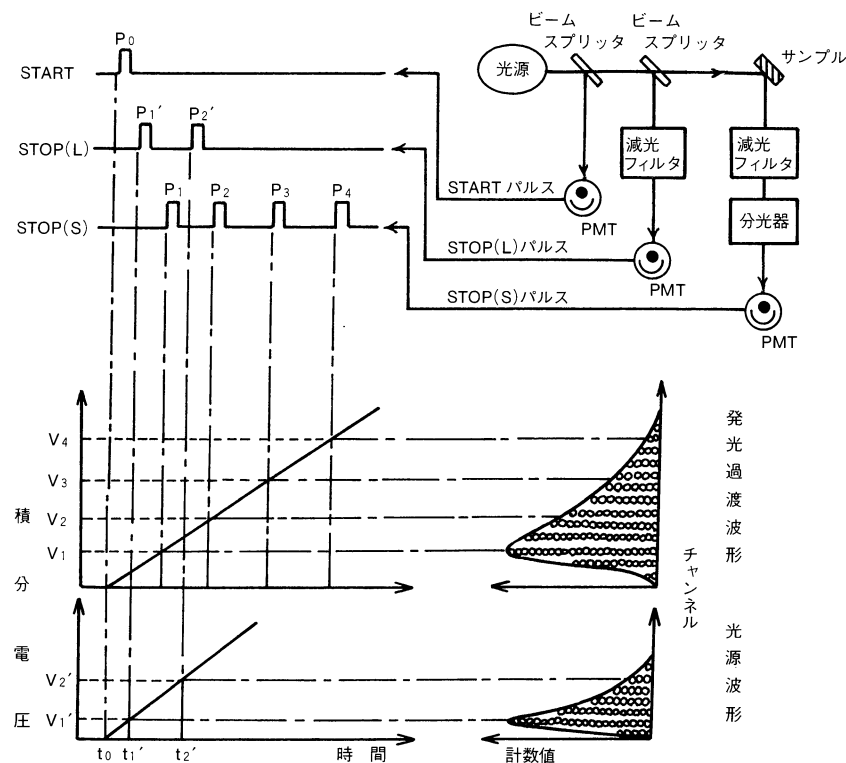 P₀
START
P₁′
P₂′
STOP(L)
P₁
P₂
P₃
P₄
STOP(S)
ビーム
スプリッタ
ビーム
スプリッタ
光源
サンプル
減光
フィルタ
減光
フィルタ
分光器
STARTパルス
PMT
STOP(L)パルス
PMT
STOP(S)パルス
PMT
積分電圧
V₄
V₃
V₂
V₁
V₂′
V₁′
t₀
t₁′
t₂′
時間
計数値
チャンネル
発光過渡波形
光源波形